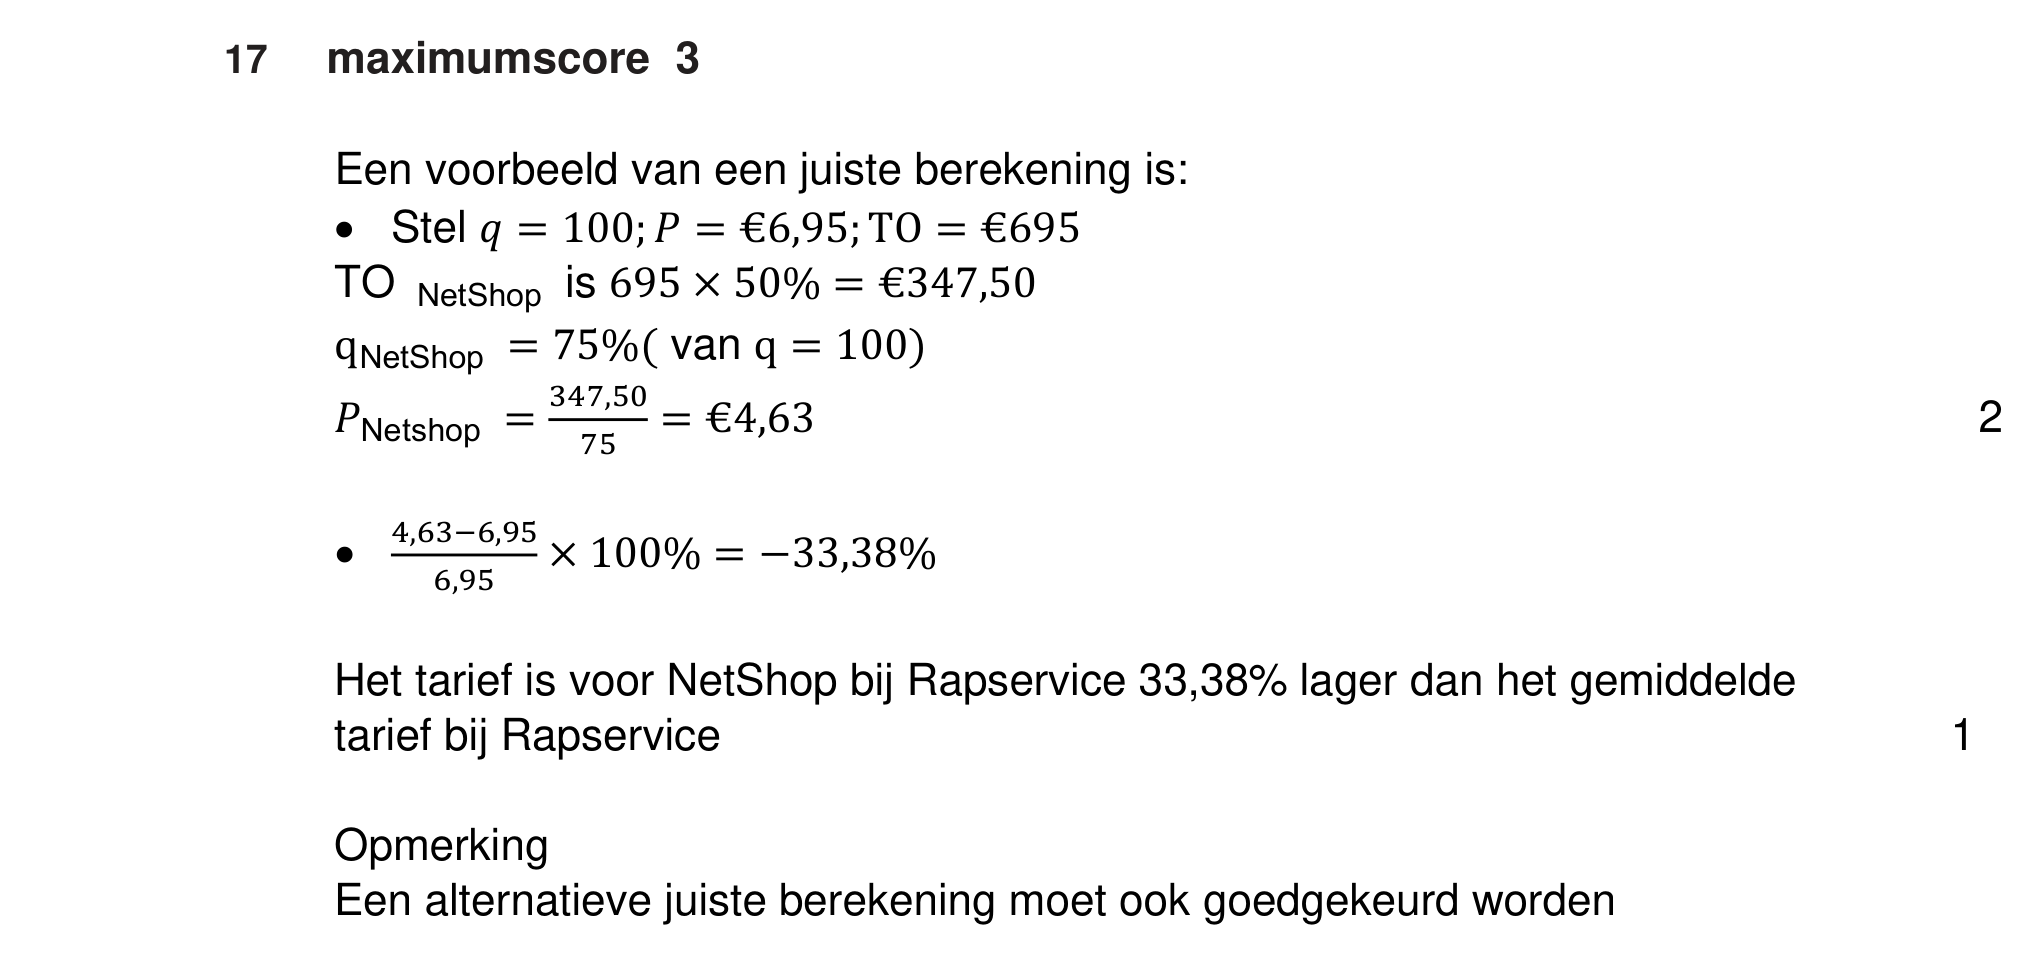 17 maximumscore 3
Een voorbeeld van een juiste berekening is:
• Stel q = 100; P = €6,95; TO = €695
TO NetShop is 695 × 50% = €347,50
qNetShop = 75%( van q = 100)
PNetshop = 347,50/75 = €4,63 2
• 4,63−6,95/6,95 × 100% = −33,38%
Het tarief is voor NetShop bij Rapservice 33,38% lager dan het gemiddelde
tarief bij Rapservice 1
Opmerking
Een alternatieve juiste berekening moet ook goedgekeurd worden